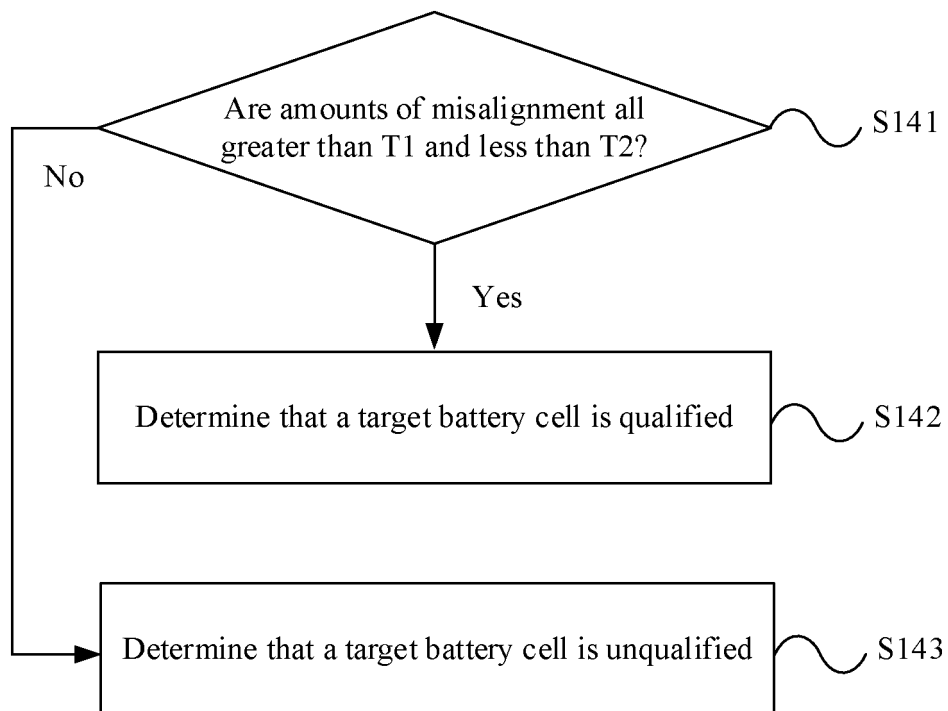 Are amounts of misalignment all
greater than T1 and less than T2?
S141
No
Yes
Determine that a target battery cell is qualified
S142
Determine that a target battery cell is unqualified
S143